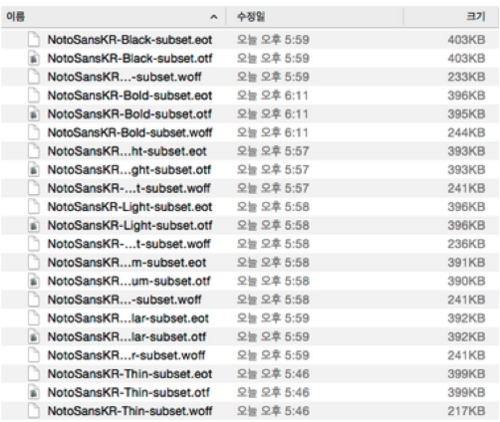 이름 수정일 크기
NotoSansKR-Black-subset.eot 오늘 오후 5:59 403KB
NotoSansKR-Black-subset.otf 오늘 오후 5:59 403KB
NotoSansKR...-subset.woff 오늘 오후 5:59 233KB
NotoSansKR-Bold-subset.eot 오늘 오후 6:11 396KB
NotoSansKR-Bold-subset.otf 오늘 오후 6:11 395KB
NotoSansKR-Bold-subset.woff 오늘 오후 6:11 244KB
NotoSansKR...ht-subset.eot 오늘 오후 5:57 393KB
NotoSansKR...ght-subset.otf 오늘 오후 5:57 393KB
NotoSansKR-...t-subset.woff 오늘 오후 5:57 241KB
NotoSansKR-Light-subset.eot 오늘 오후 5:58 396KB
NotoSansKR-Light-subset.otf 오늘 오후 5:58 396KB
NotoSansKR-...t-subset.woff 오늘 오후 5:58 236KB
NotoSansKR...m-subset.eot 오늘 오후 5:58 391KB
NotoSansKR...um-subset.otf 오늘 오후 5:58 390KB
NotoSansKR...-subset.woff 오늘 오후 5:58 241KB
NotoSansKR...lar-subset.eot 오늘 오후 5:59 392KB
NotoSansKR...lar-subset.otf 오늘 오후 5:59 392KB
NotoSansKR...r-subset.woff 오늘 오후 5:59 241KB
NotoSansKR-Thin-subset.eot 오늘 오후 5:46 399KB
NotoSansKR-Thin-subset.otf 오늘 오후 5:46 399KB
NotoSansKR-Thin-subset.woff 오늘 오후 5:46 217KB